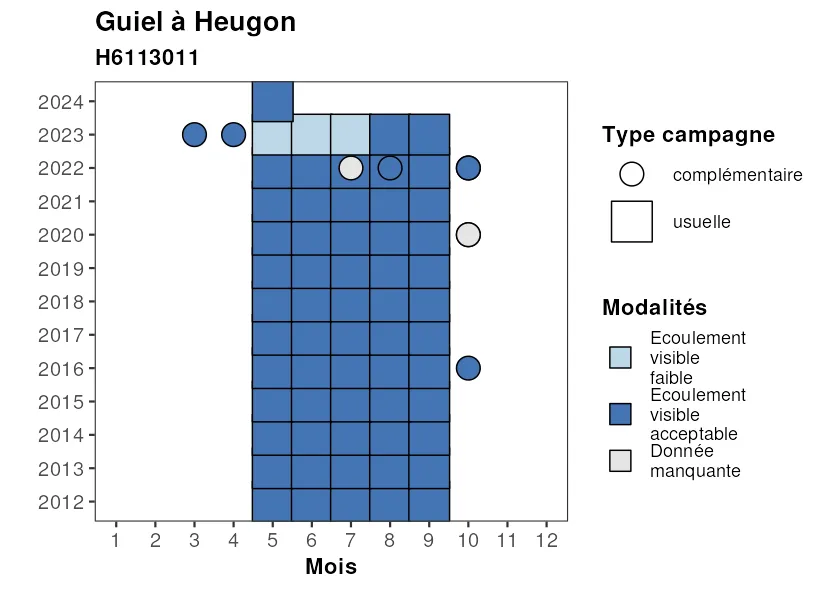 Guiel à Heugon
H6113011
2024
2023
2022
2021
2020
2019
2018
2017
2016
2015
2014
2013
2012
1 2 3 4 5 6 7 8 9 10 11 12
Mois
Type campagne
complémentaire
usuelle
Modalités
Ecoulement
visible
faible
Ecoulement
visible
acceptable
Donnée
manquante